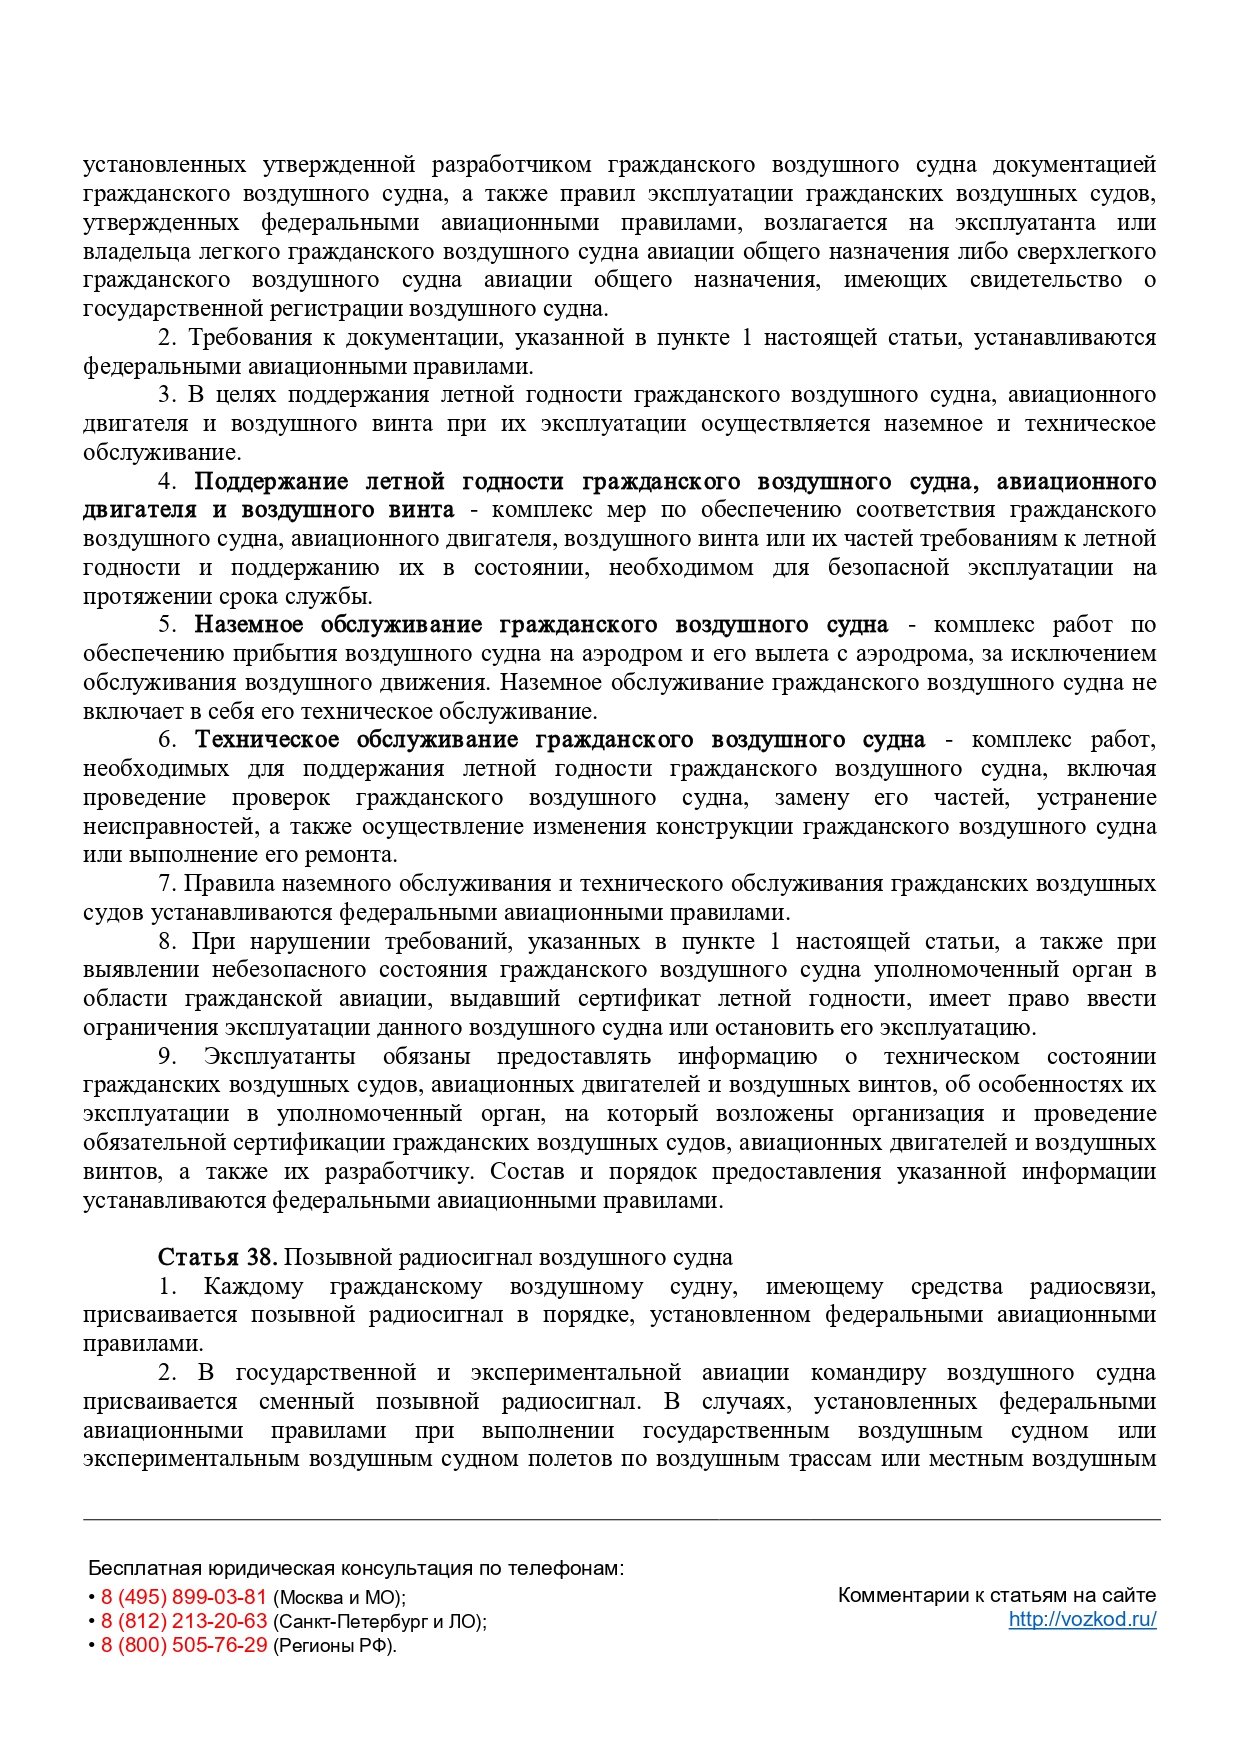 установленных утвержденной разработчиком гражданского воздушного судна документацией
гражданского воздушного судна, а также правил эксплуатации гражданских воздушных судов,
утвержденных федеральными авиационными правилами, возлагается на эксплуатанта или
владельца легкого гражданского воздушного судна авиации общего назначения либо сверхлегкого
гражданского воздушного судна авиации общего назначения, имеющих свидетельство о
государственной регистрации воздушного судна.
2. Требования к документации, указанной в пункте 1 настоящей статьи, устанавливаются
федеральными авиационными правилами.
3. В целях поддержания летной годности гражданского воздушного судна, авиационного
двигателя и воздушного винта при их эксплуатации осуществляется наземное и техническое
обслуживание.
4. Поддержание летной годности гражданского воздушного судна, авиационного
двигателя и воздушного винта - комплекс мер по обеспечению соответствия гражданского
воздушного судна, авиационного двигателя, воздушного винта или их частей требованиям к летной
годности и поддержанию их в состоянии, необходимом для безопасной эксплуатации на
протяжении срока службы.
5. Наземное обслуживание гражданского воздушного судна - комплекс работ по
обеспечению прибытия воздушного судна на аэродром и его вылета с аэродрома, за исключением
обслуживания воздушного движения. Наземное обслуживание гражданского воздушного судна не
включает в себя его техническое обслуживание.
6. Техническое обслуживание гражданского воздушного судна - комплекс работ,
необходимых для поддержания летной годности гражданского воздушного судна, включая
проведение проверок гражданского воздушного судна, замену его частей, устранение
неисправностей, а также осуществление изменения конструкции гражданского воздушного судна
или выполнение его ремонта.
7. Правила наземного обслуживания и технического обслуживания гражданских воздушных
судов устанавливаются федеральными авиационными правилами.
8. При нарушении требований, указанных в пункте 1 настоящей статьи, а также при
выявлении небезопасного состояния гражданского воздушного судна уполномоченный орган в
области гражданской авиации, выдавший сертификат летной годности, имеет право ввести
ограничения эксплуатации данного воздушного судна или остановить его эксплуатацию.
9. Эксплуатанты обязаны предоставлять информацию о техническом состоянии
гражданских воздушных судов, авиационных двигателей и воздушных винтов, об особенностях их
эксплуатации в уполномоченный орган, на который возложены организация и проведение
обязательной сертификации гражданских воздушных судов, авиационных двигателей и воздушных
винтов, а также их разработчику. Состав и порядок предоставления указанной информации
устанавливаются федеральными авиационными правилами.
Статья 38. Позывной радиосигнал воздушного судна
1. Каждому гражданскому воздушному судну, имеющему средства радиосвязи,
присваивается позывной радиосигнал в порядке, установленном федеральными авиационными
правилами.
2. В государственной и экспериментальной авиации командиру воздушного судна
присваивается сменный позывной радиосигнал. В случаях, установленных федеральными
авиационными правилами при выполнении государственным воздушным судном или
экспериментальным воздушным судном полетов по воздушным трассам или местным воздушным
Бесплатная юридическая консультация по телефонам:
• 8 (495) 899-03-81 (Москва и МО);
• 8 (812) 213-20-63 (Санкт-Петербург и ЛО);
• 8 (800) 505-76-29 (Регионы РФ).
Комментарии к статьям на сайте
http://vozkod.ru/